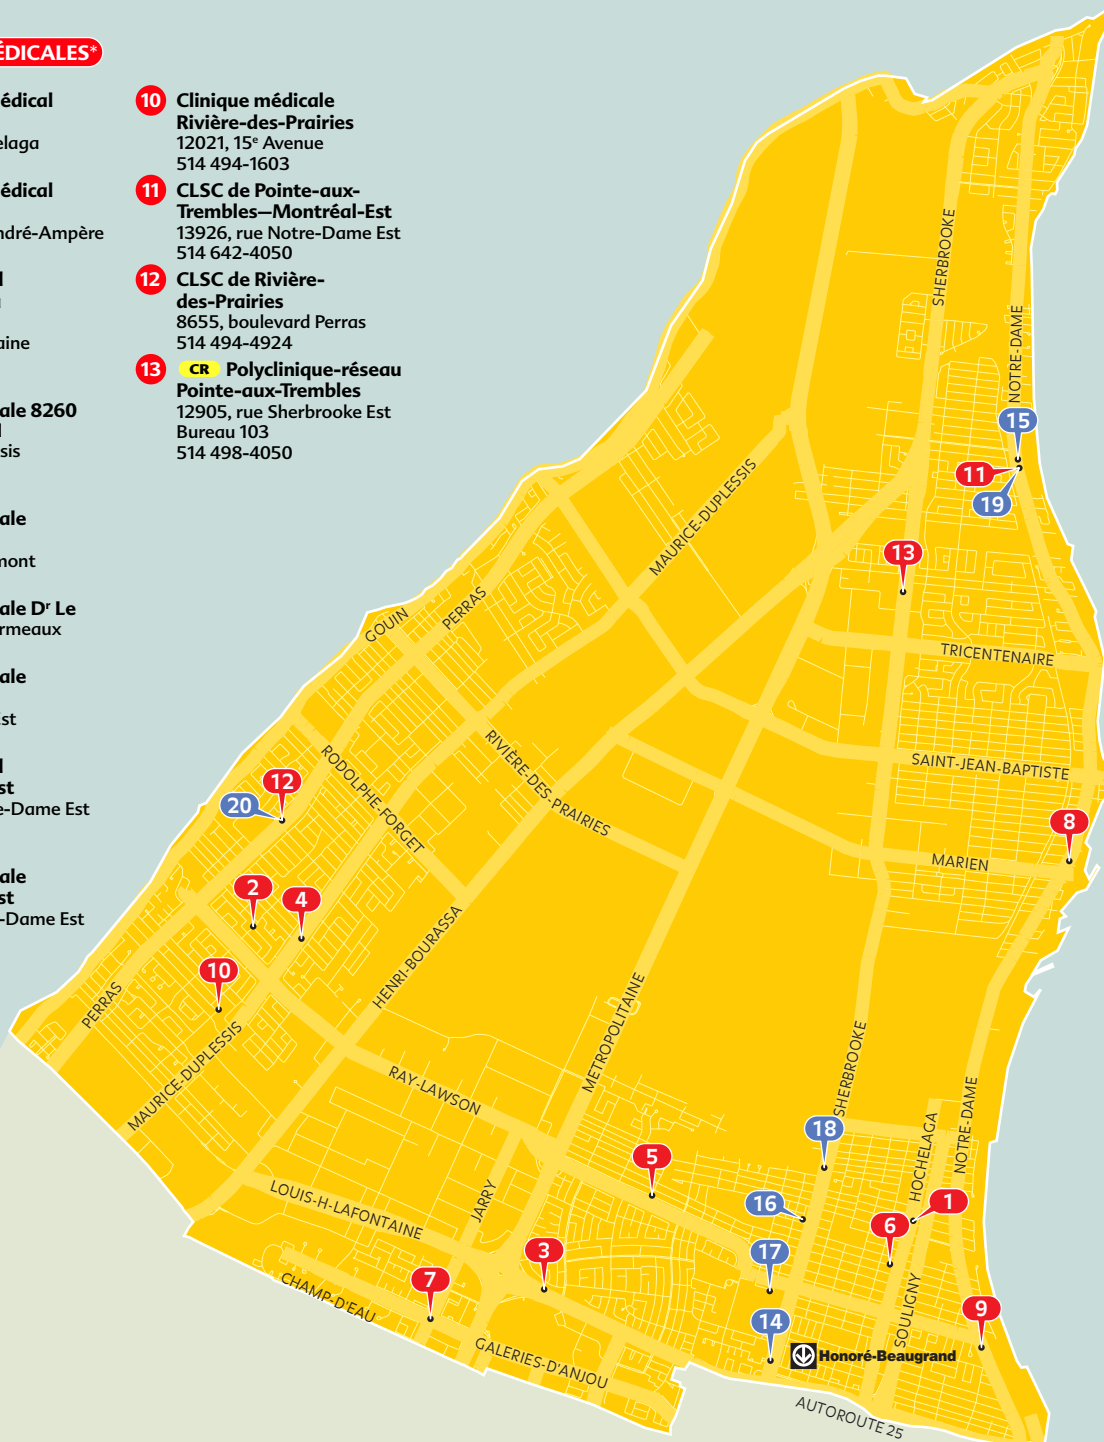 ÉDICALES*
édical
elaga
édical
ndré-Ampère
l
aine
ale 8260
l
sis
ale
mont
ale Dʳ Le
rmeaux
ale
Est
l
st
e-Dame Est
ale
st
-Dame Est
10 Clinique médicale
Rivière-des-Prairies
12021, 15ᵉ Avenue
514 494-1603
11 CLSC de Pointe-aux-
Trembles—Montréal-Est
13926, rue Notre-Dame Est
514 642-4050
12 CLSC de Rivière-
des-Prairies
8655, boulevard Perras
514 494-4924
13 CR Polyclinique-réseau
Pointe-aux-Trembles
12905, rue Sherbrooke Est
Bureau 103
514 498-4050
SHERBROOKE
NOTRE-DAME
15
11
19
MAURICE-DUPLESSIS
13
PERRAS
GOUIN
TRICENTENAIRE
RIVIÈRE-DES-PRAIRIES
RODOLPHE-FORGET
SAINT-JEAN-BAPTISTE
12
20
8
MARIEN
2
4
HENRI-BOURASSA
10
PERRAS
METROPOLITAINE
MAURICE-DUPLESSIS
RAY-LAWSON
SHERBROOKE
NOTRE-DAME
HOCHELAGA
18
5
LOUIS-H-LAFONTAINE
JARRY
16
1
6
17
3
7
CHAMP-D'EAU
SOULIGNY
9
14
Honoré-Beaugrand
GALERIES-D'ANJOU
AUTOROUTE 25